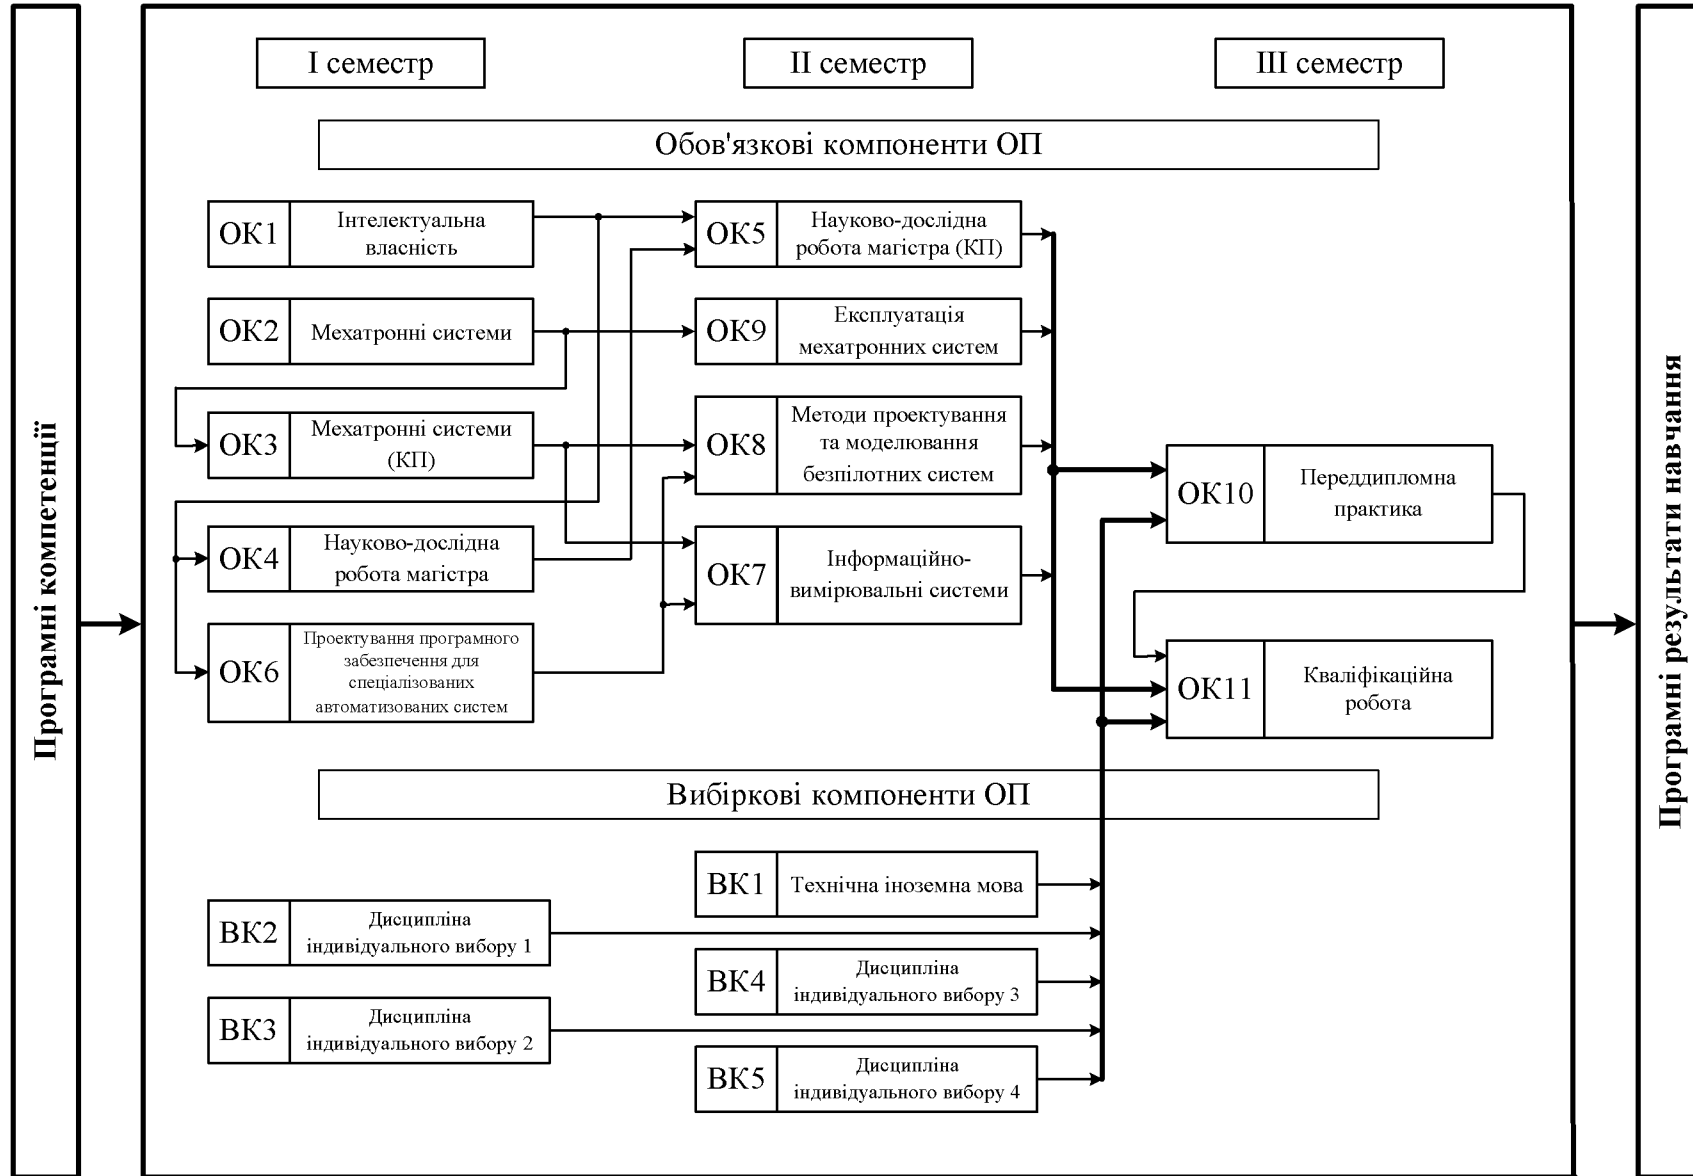 Програмні компетенції
I семестр
II семестр
III семестр
Обов'язкові компоненти ОП
ОК1
Інтелектуальна
власність
ОК5
Науково-дослідна
робота магістра (КП)
ОК2
Мехатронні системи
ОК9
Експлуатація
мехатронних систем
ОК3
Мехатронні системи
(КП)
ОК8
Методи проектування
та моделювання
безпілотних систем
ОК10
Переддипломна
практика
ОК4
Науково-дослідна
робота магістра
ОК7
Інформаційно-
вимірювальні системи
ОК6
Проектування програмного
забезпечення для
спеціалізованих
автоматизованих систем
ОК11
Кваліфікаційна
робота
Вибіркові компоненти ОП
ВК1
Технічна іноземна мова
ВК2
Дисципліна
індивідуального вибору 1
ВК4
Дисципліна
індивідуального вибору 3
ВК3
Дисципліна
індивідуального вибору 2
ВК5
Дисципліна
індивідуального вибору 4
Програмні результати навчання